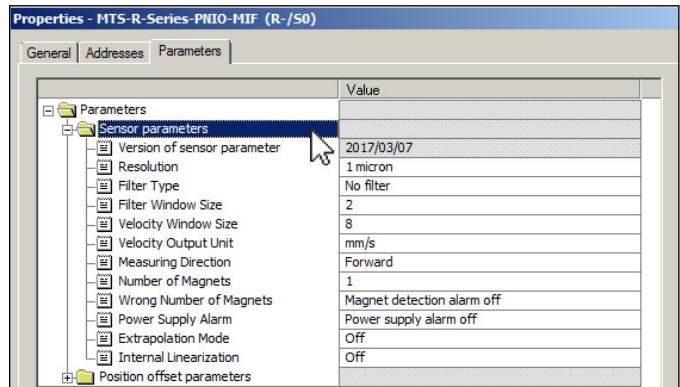 Properties - MTS-R-Series-PNIO-MIF (R-/S0)
General Addresses Parameters
Value
Parameters
Sensor parameters
Version of sensor parameter 2017/03/07
Resolution 1 micron
Filter Type No filter
Filter Window Size 2
Velocity Window Size 8
Velocity Output Unit mm/s
Measuring Direction Forward
Number of Magnets 1
Wrong Number of Magnets Magnet detection alarm off
Power Supply Alarm Power supply alarm off
Extrapolation Mode Off
Internal Linearization Off
Position offset parameters